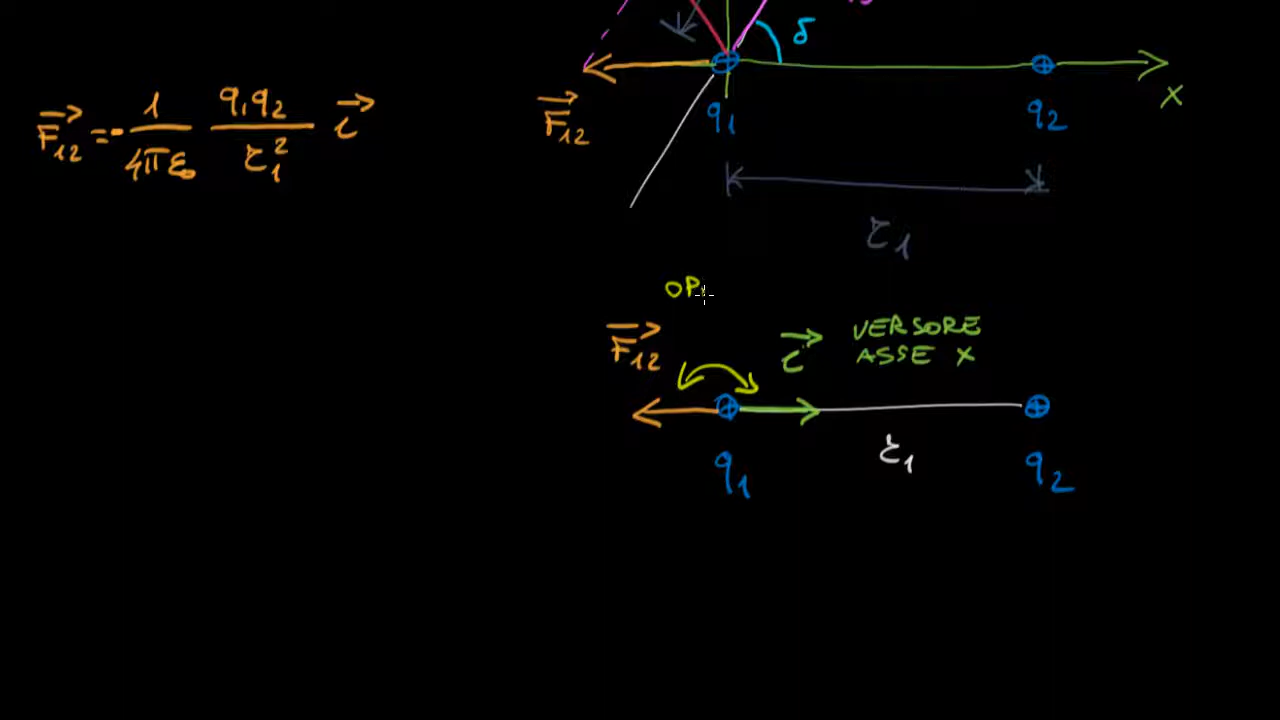 δ
x
F₁₂ = - 1/4πε₀ q₁q₂/r₁² i
F₁₂
q₁
q₂
r₁
OP
F₁₂
i
VERSORE
ASSE X
r₁
q₁
q₂